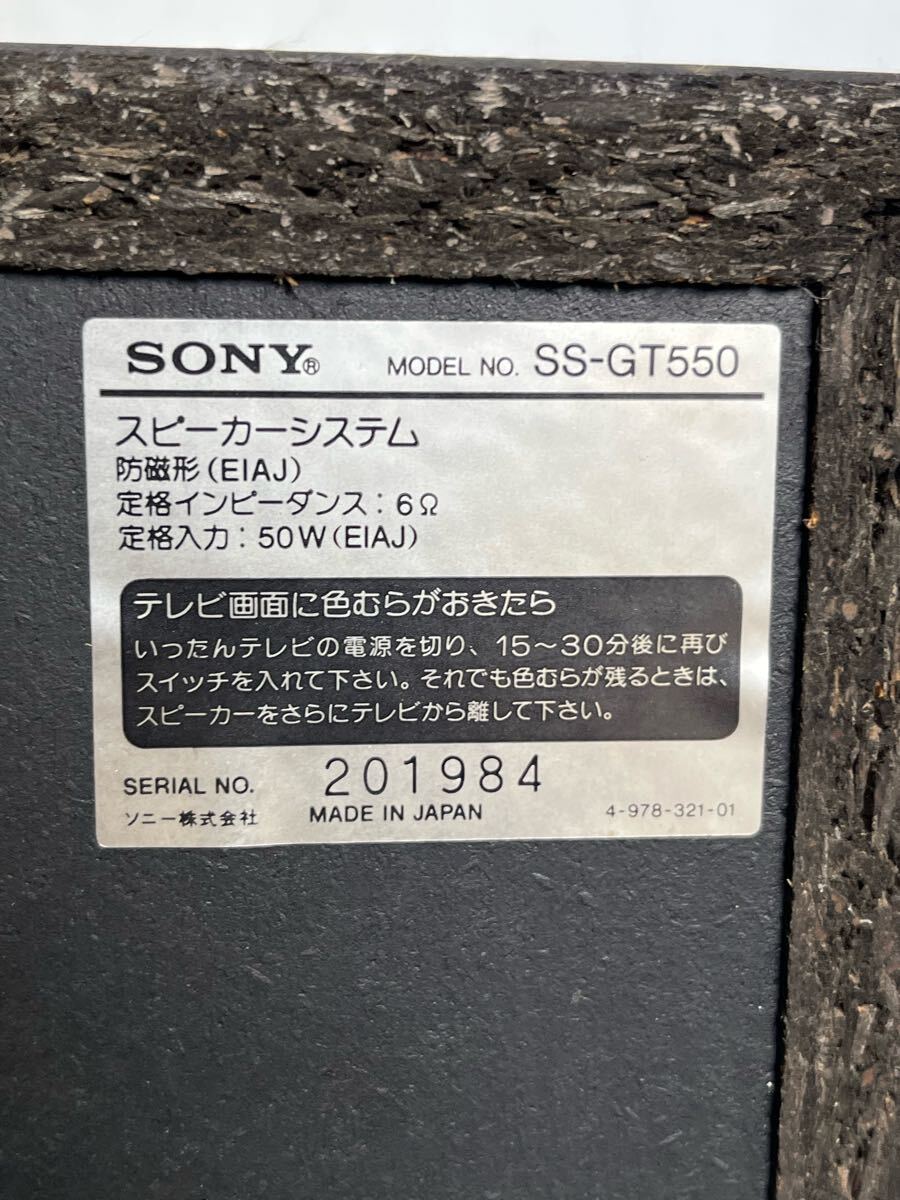 SONY® MODEL NO. SS-GT550
スピーカーシステム
防磁形(EIAJ)
定格インピーダンス:6Ω
定格入力:50W(EIAJ)
テレビ画面に色むらがおきたら
いったんテレビの電源を切り、15~30分後に再び
スイッチを入れて下さい。それでも色むらが残るときは、
スピーカーをさらにテレビから離して下さい。
SERIAL NO. 201984
ソニー株式会社 MADE IN JAPAN 4-978-321-01